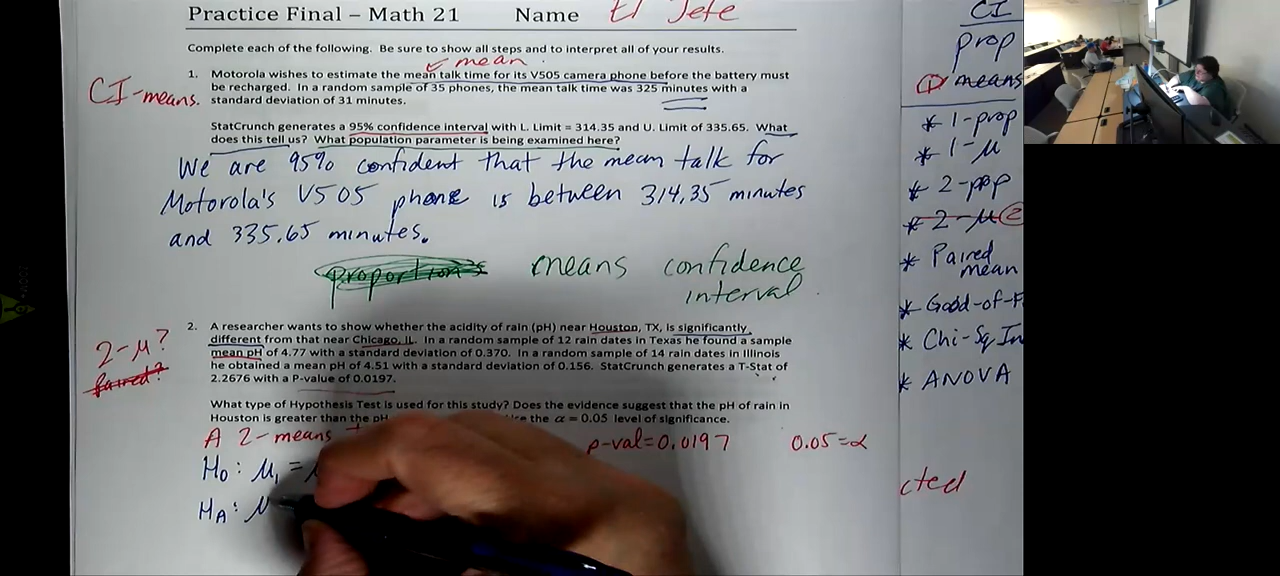 Practice Final – Math 21 Name El Jefe
Complete each of the following. Be sure to show all steps and to interpret all of your results.
mean
1. Motorola wishes to estimate the mean talk time for its V505 camera phone before the battery must
be recharged. In a random sample of 35 phones, the mean talk time was 325 minutes with a
standard deviation of 31 minutes.
CI-means.
StatCrunch generates a 95% confidence interval with L. Limit = 314.35 and U. Limit of 335.65. What
does this tell us? What population parameter is being examined here?
We are 95% confident that the mean talk for
Motorola's V505 phone is between 314.35 minutes
and 335.65 minutes.
proportion's means confidence
interval
2. A researcher wants to show whether the acidity of rain (pH) near Houston, TX, is significantly
different from that near Chicago, IL. In a random sample of 12 rain dates in Texas he found a sample
mean pH of 4.77 with a standard deviation of 0.370. In a random sample of 14 rain dates in Illinois
he obtained a mean pH of 4.51 with a standard deviation of 0.156. StatCrunch generates a T-Stat of
2.2676 with a P-value of 0.0197.
2-μ?
paired?
What type of Hypothesis Test is used for this study? Does the evidence suggest that the pH of rain in
Houston is greater than the pH the α = 0.05 level of significance.
A 2-means p-val=0.0197 0.05=α
H0: μ1 =
HA: μ
CI
prop
① means
* 1-prop
* 1-μ
* 2-pop
* 2-μ ②
* Paired
mean
* Good-of-F
* Chi-Sq In
* ANOVA
cted